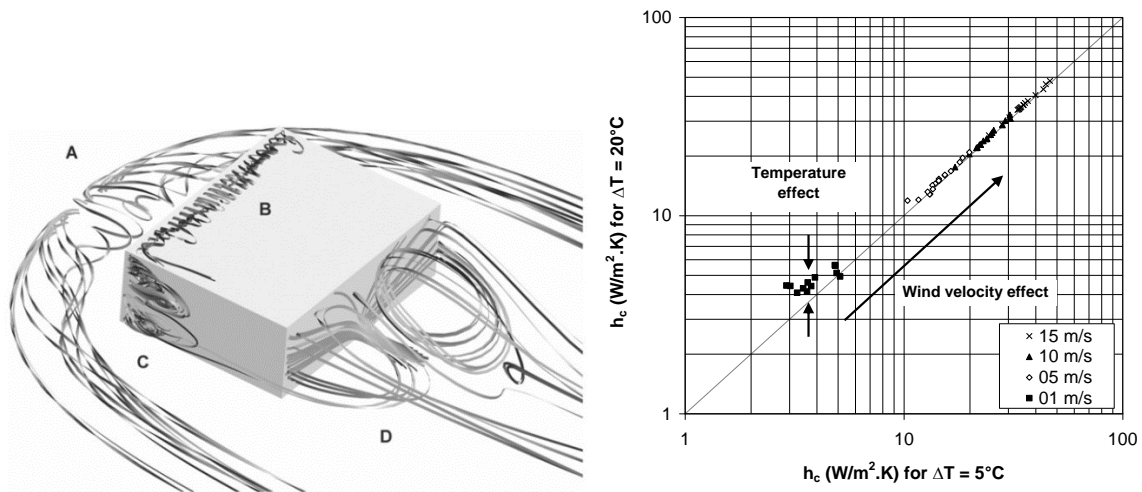 A
B
C
D
100
10
1
h_c (W/m².K) for ΔT = 20°C
Temperature
effect
Wind velocity effect
× 15 m/s
▲ 10 m/s
◇ 05 m/s
■ 01 m/s
1
10
100
h_c (W/m².K) for ΔT = 5°C